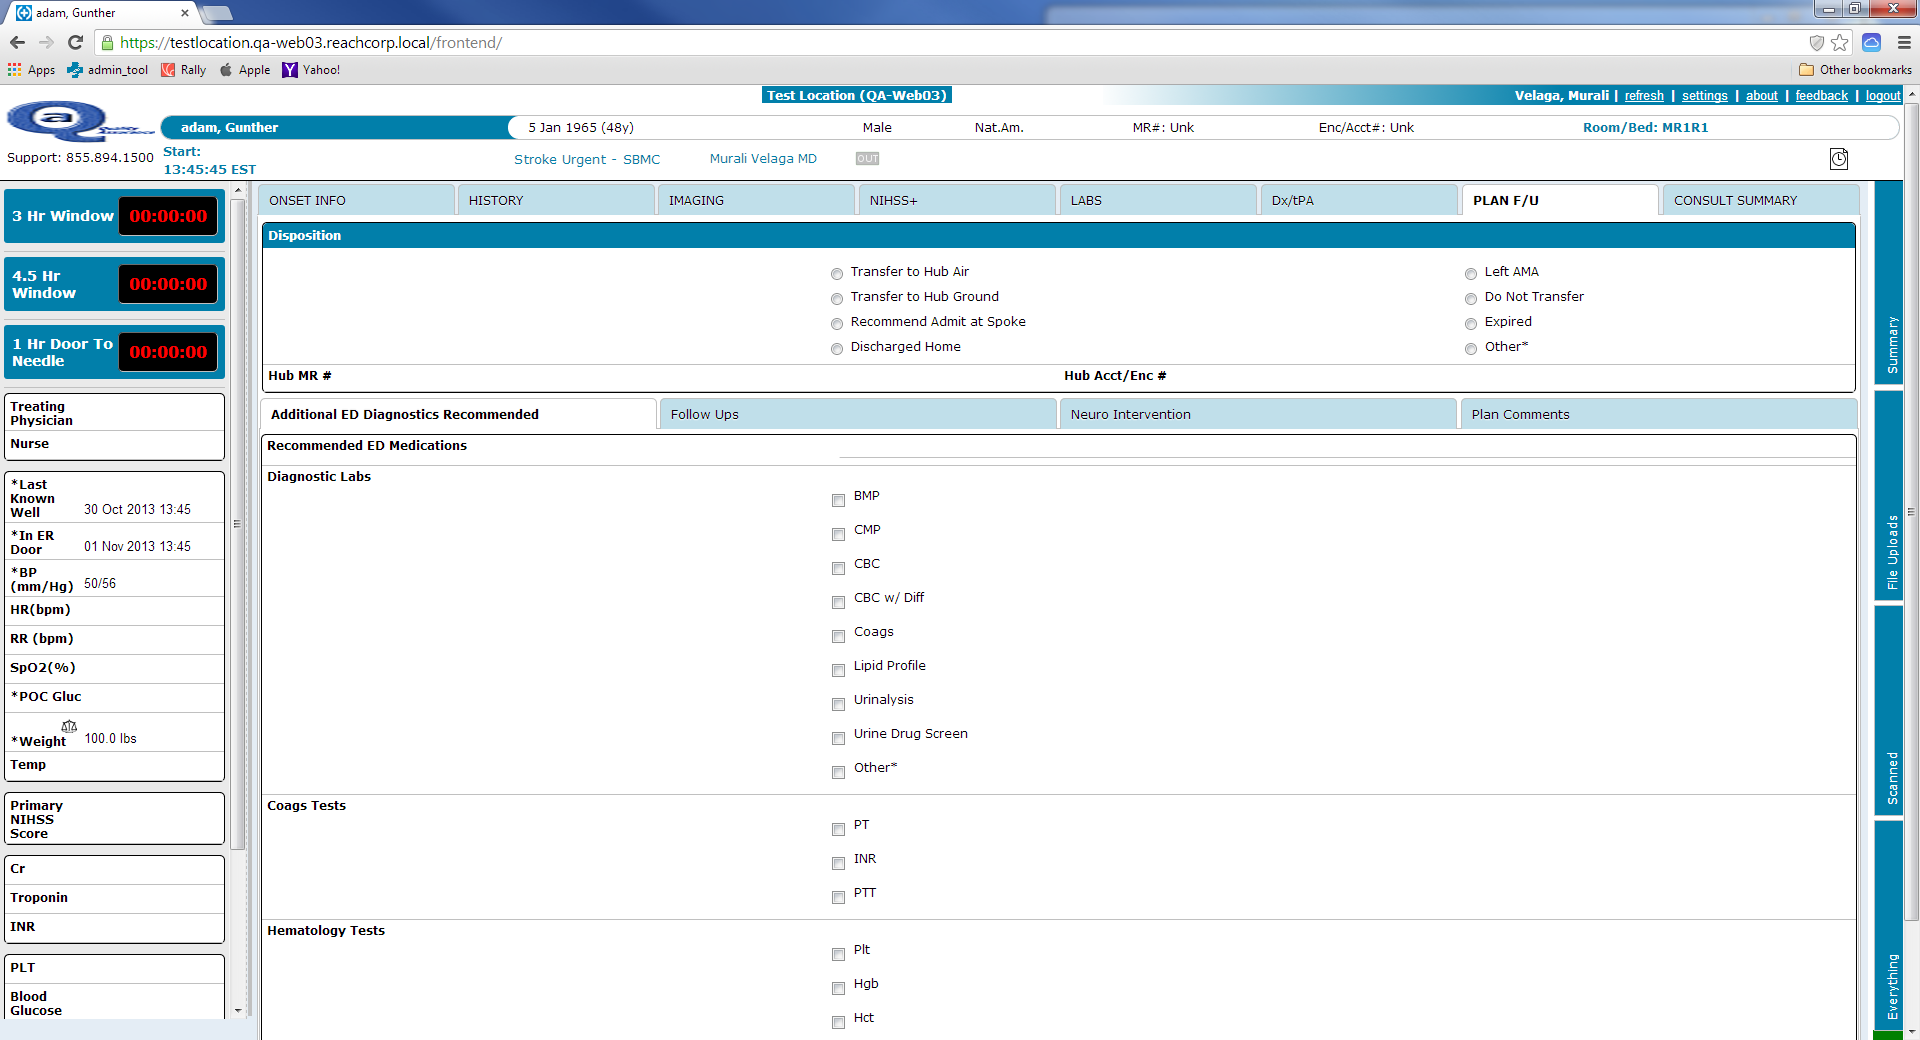 adam, Gunther
https://testlocation.qa-web03.reachcorp.local/frontend/
Apps admin_tool Rally Apple Yahoo! Other bookmarks
Test Location (QA-Web03)
Velaga, Murali | refresh | settings | about | feedback | logout
Qa
adam, Gunther 5 Jan 1965 (48y) Male Nat.Am. MR#: Unk Enc/Acct#: Unk Room/Bed: MR1R1
Support: 855.894.1500
Start:
13:45:45 EST
Stroke Urgent - SBMC Murali Velaga MD OUT
3 Hr Window 00:00:00
4.5 Hr
Window 00:00:00
1 Hr Door To
Needle 00:00:00
Treating
Physician
Nurse
*Last
Known
Well 30 Oct 2013 13:45
*In ER
Door 01 Nov 2013 13:45
*BP
(mm/Hg) 50/56
HR(bpm)
RR (bpm)
SpO2(%)
*POC Gluc
*Weight 100.0 lbs
Temp
Primary
NIHSS
Score
Cr
Troponin
INR
PLT
Blood
Glucose
ONSET INFO HISTORY IMAGING NIHSS+ LABS Dx/tPA PLAN F/U CONSULT SUMMARY
Disposition
Transfer to Hub Air Left AMA
Transfer to Hub Ground Do Not Transfer
Recommend Admit at Spoke Expired
Discharged Home Other*
Hub MR # Hub Acct/Enc #
Additional ED Diagnostics Recommended Follow Ups Neuro Intervention Plan Comments
Recommended ED Medications
Diagnostic Labs
BMP
CMP
CBC
CBC w/ Diff
Coags
Lipid Profile
Urinalysis
Urine Drug Screen
Other*
Coags Tests
PT
INR
PTT
Hematology Tests
Plt
Hgb
Hct
Summary
File Uploads
Scanned
Everything